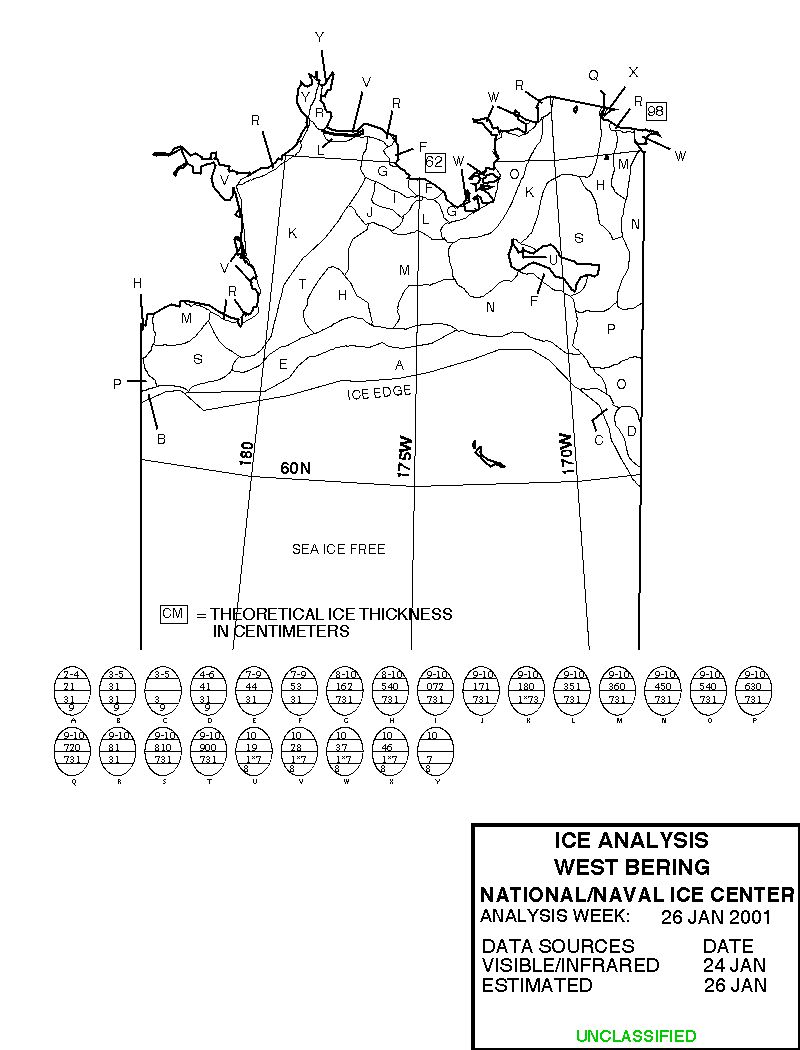 Y
Q X
V
R W R
Y R R 98
R F
L 62 W W
G O M
V F K H
I
J L G
K S N
M U
V T
H R H F
M N
P
S E A O
P ICE EDGE
B C D
180 175W 170W
60N
SEA ICE FREE
CM = THEORETICAL ICE THICKNESS
IN CENTIMETERS
2-4 3-5 3-5 4-6 7-9 7-9 8-10 8-10 9-10 9-10 9-10 9-10 9-10 9-10 9-10 9-10
21 31 41 44 53 162 540 072 171 180 351 360 450 540 630
31 31 3 31 31 31 731 731 731 731 1*73 731 731 731 731 731
9 9 9 9
A B C D E F G H I J K L M N O P
9-10 9-10 9-10 9-10 10 10 10 10 10
720 81 810 900 19 28 37 46
731 31 731 731 1*7 1*7 1*7 1*7 7
8 8 8 8 8
Q R S T U V W X Y
ICE ANALYSIS
WEST BERING
NATIONAL/NAVAL ICE CENTER
ANALYSIS WEEK: 26 JAN 2001
DATA SOURCES DATE
VISIBLE/INFRARED 24 JAN
ESTIMATED 26 JAN
UNCLASSIFIED